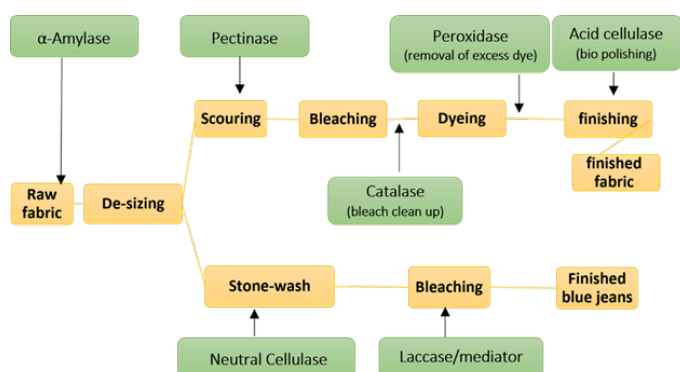 α-Amylase
Pectinase
Peroxidase
(removal of excess dye)
Acid cellulase
(bio polishing)
Scouring
Bleaching
Dyeing
finishing
finished
fabric
Raw
fabric
De-sizing
Catalase
(bleach clean up)
Stone-wash
Bleaching
Finished
blue jeans
Neutral Cellulase
Laccase/mediator